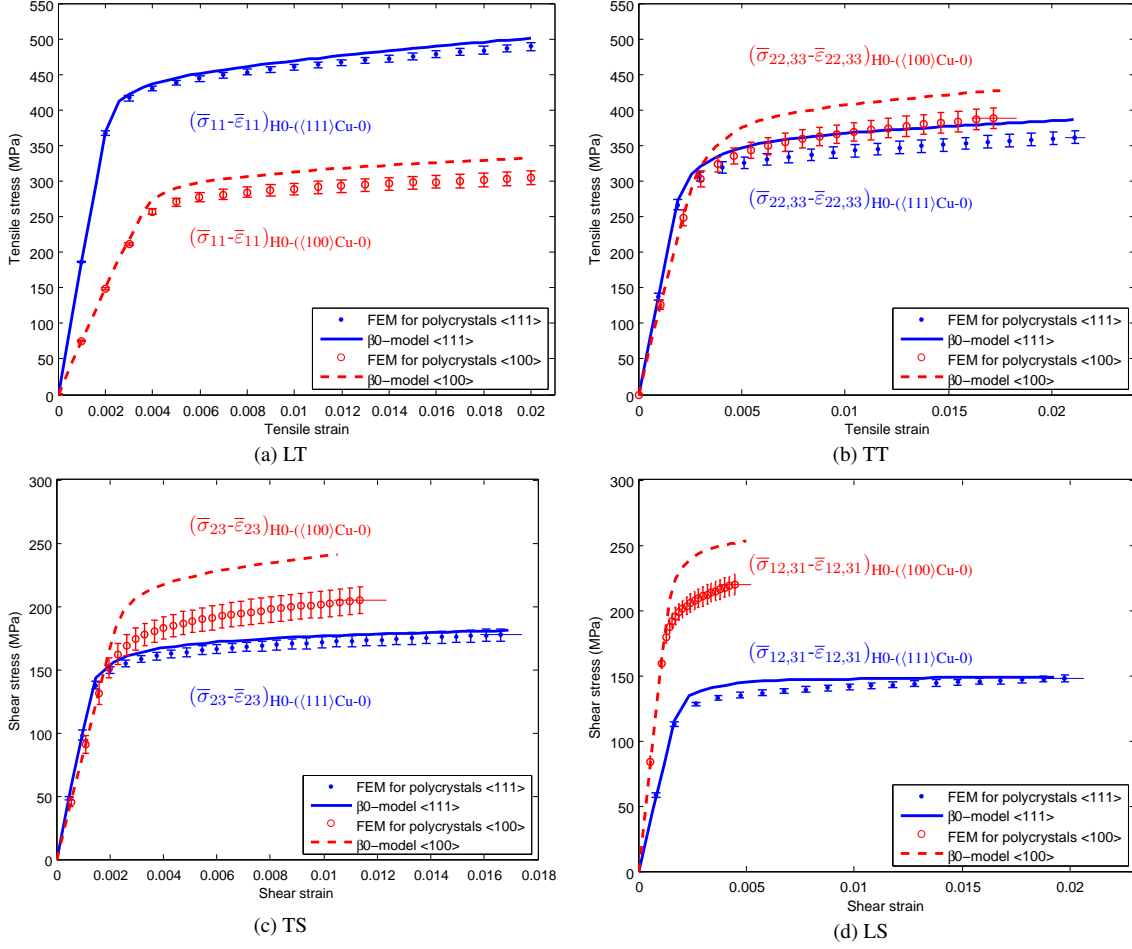 550
500
450
400
350
300
250
200
150
100
50
0
Tensile stress (MPa)
(σ̅11-ε̅11)H0-(⟨111⟩Cu-0)
(σ̅11-ε̅11)H0-(⟨100⟩Cu-0)
FEM for polycrystals <111>
β0−model <111>
FEM for polycrystals <100>
β0−model <100>
0 0.002 0.004 0.006 0.008 0.01 0.012 0.014 0.016 0.018 0.02
Tensile strain
(a) LT
550
500
450
400
350
300
250
200
150
100
50
0
Tensile stress (MPa)
(σ̅22,33-ε̅22,33)H0-(⟨100⟩Cu-0)
(σ̅22,33-ε̅22,33)H0-(⟨111⟩Cu-0)
FEM for polycrystals <111>
β0−model <111>
FEM for polycrystals <100>
β0−model <100>
0 0.005 0.01 0.015 0.02
Tensile strain
(b) TT
300
250
200
150
100
50
0
Shear stress (MPa)
(σ̅23-ε̅23)H0-(⟨100⟩Cu-0)
(σ̅23-ε̅23)H0-(⟨111⟩Cu-0)
FEM for polycrystals <111>
β0−model <111>
FEM for polycrystals <100>
β0−model <100>
0 0.002 0.004 0.006 0.008 0.01 0.012 0.014 0.016 0.018
Shear strain
(c) TS
300
250
200
150
100
50
0
Shear stress (MPa)
(σ̅12,31-ε̅12,31)H0-(⟨100⟩Cu-0)
(σ̅12,31-ε̅12,31)H0-(⟨111⟩Cu-0)
FEM for polycrystals <111>
β0−model <111>
FEM for polycrystals <100>
β0−model <100>
0 0.005 0.01 0.015 0.02
Shear strain
(d) LS